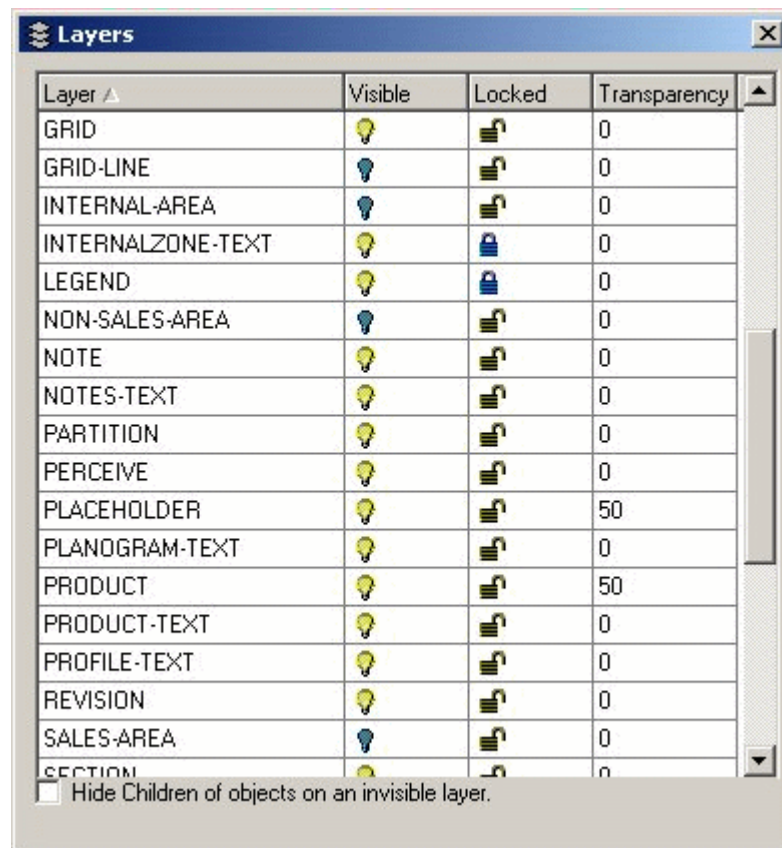 Layers
Layer Visible Locked Transparency
GRID 0
GRID-LINE 0
INTERNAL-AREA 0
INTERNALZONE-TEXT 0
LEGEND 0
NON-SALES-AREA 0
NOTE 0
NOTES-TEXT 0
PARTITION 0
PERCEIVE 0
PLACEHOLDER 50
PLANOGRAM-TEXT 0
PRODUCT 50
PRODUCT-TEXT 0
PROFILE-TEXT 0
REVISION 0
SALES-AREA 0
SECTION 0
Hide Children of objects on an invisible layer.